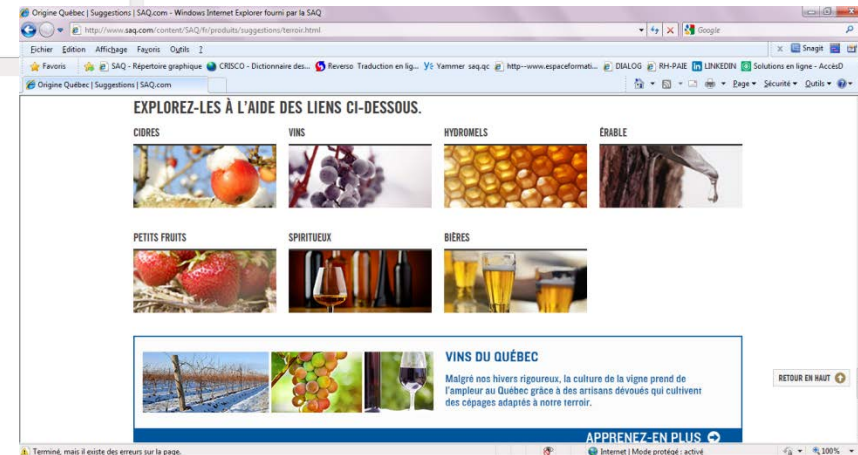 Origine Québec | Suggestions | SAQ.com - Windows Internet Explorer fourni par la SAQ
http://www.saq.com/content/SAQ/fr/produits/suggestions/terroir.html
Google
Fichier Edition Affichage Favoris Outils ?
x Snagit
Favoris SAQ - Répertoire graphique CRISCO - Dictionnaire des... Reverso Traduction en lig... Yammer saq.qc http--www.espaceformati... DIALOG RH-PAIE LINKEDIN Solutions en ligne - AccèsD
Origine Québec | Suggestions | SAQ.com
Page Sécurité Outils
EXPLOREZ-LES À L'AIDE DES LIENS CI-DESSOUS.
CIDRES VINS HYDROMELS ÉRABLE
PETITS FRUITS SPIRITUEUX BIÈRES
VINS DU QUÉBEC
Malgré nos hivers rigoureux, la culture de la vigne prend de
l'ampleur au Québec grâce à des artisans dévoués qui cultivent
des cépages adaptés à notre terroir.
RETOUR EN HAUT
APPRENEZ-EN PLUS
Terminé, mais il existe des erreurs sur la page.
Internet | Mode protégé : activé
100%